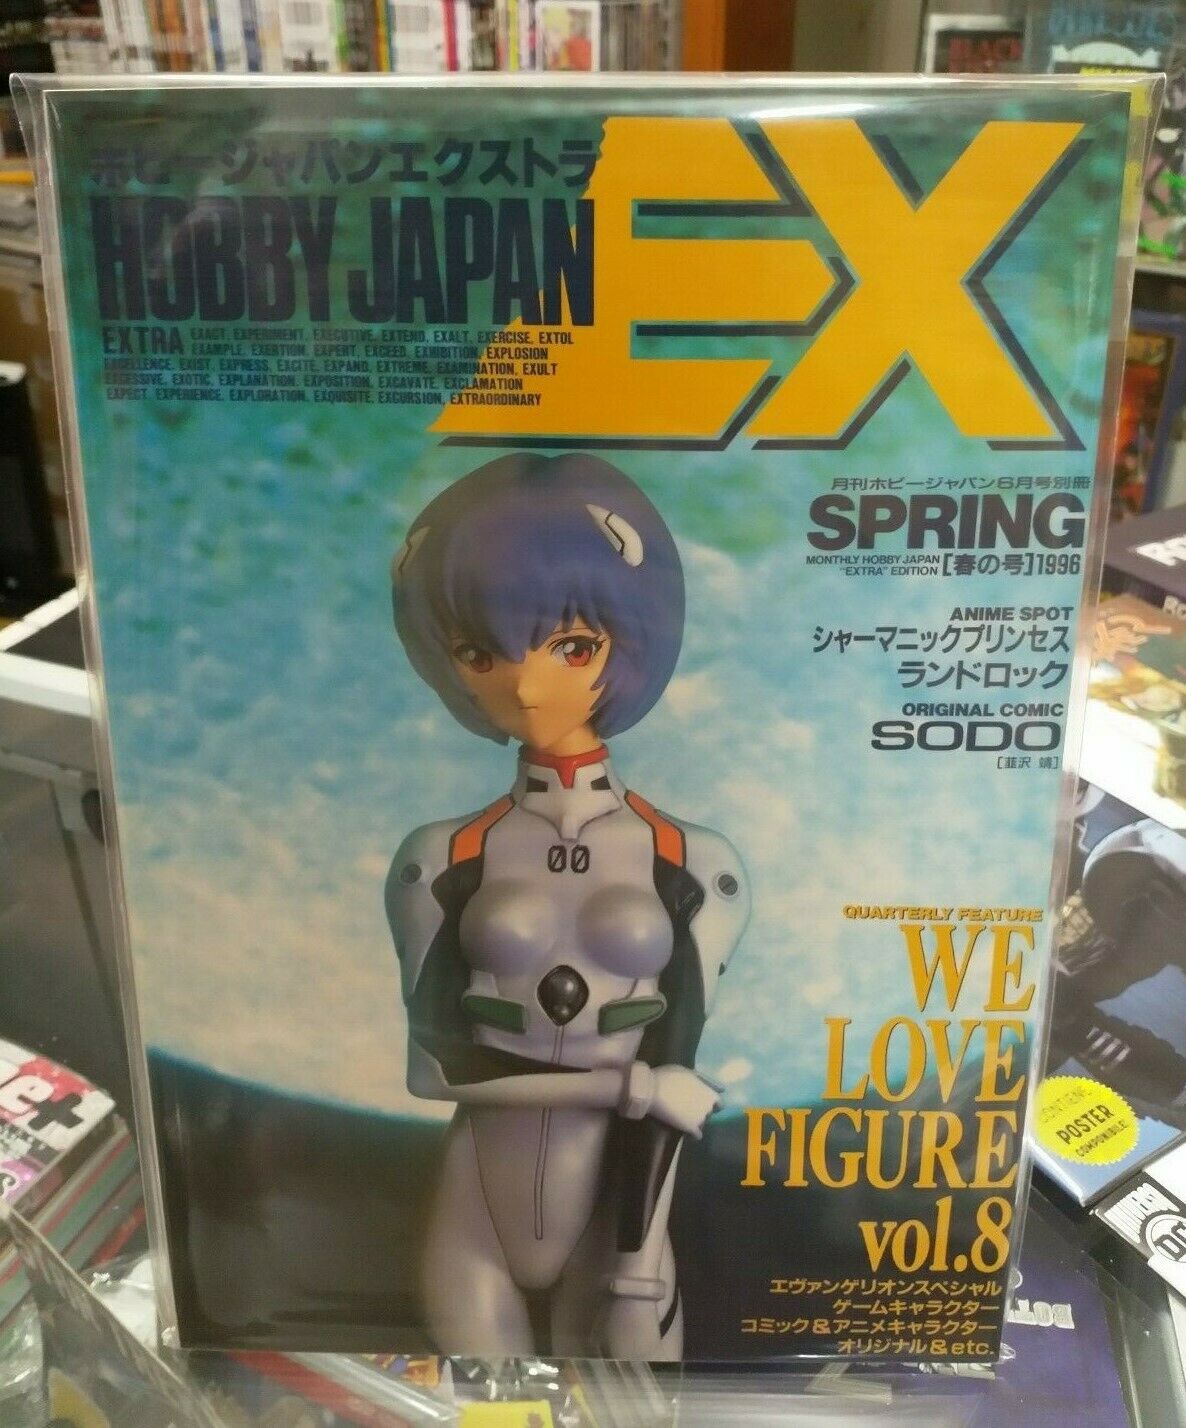 ホビージャパンエクストラ
HOBBY JAPAN
EX
EXTRA EXACT, EXPERIMENT, EXECUTIVE, EXTEND, EXALT, EXERCISE, EXTOL
EXAMPLE, EXERTION, EXPERT, EXCEED, EXHIBITION, EXPLOSION
EXCELLENCE, EXIST, EXPRESS, EXCITE, EXPAND, EXTREME, EXAMINATION, EXULT
EXCESSIVE, EXOTIC, EXPLANATION, EXPOSITION, EXCAVATE, EXCLAMATION
EXPECT, EXPERIENCE, EXPLORATION, EXQUISITE, EXCURSION, EXTRAORDINARY
月刊ホビージャパン6月号別冊
SPRING
MONTHLY HOBBY JAPAN
"EXTRA" EDITION [春の号]1996
ANIME SPOT
シャーマニックプリンセス
ランドロック
ORIGINAL COMIC
SODO
[韮沢 靖]
00
QUARTERLY FEATURE
WE
LOVE
FIGURE
vol.8
エヴァンゲリオンスペシャル
ゲームキャラクター
コミック&アニメキャラクター
オリジナル&etc.
CONTIENE
POSTER
COMPONIBILE